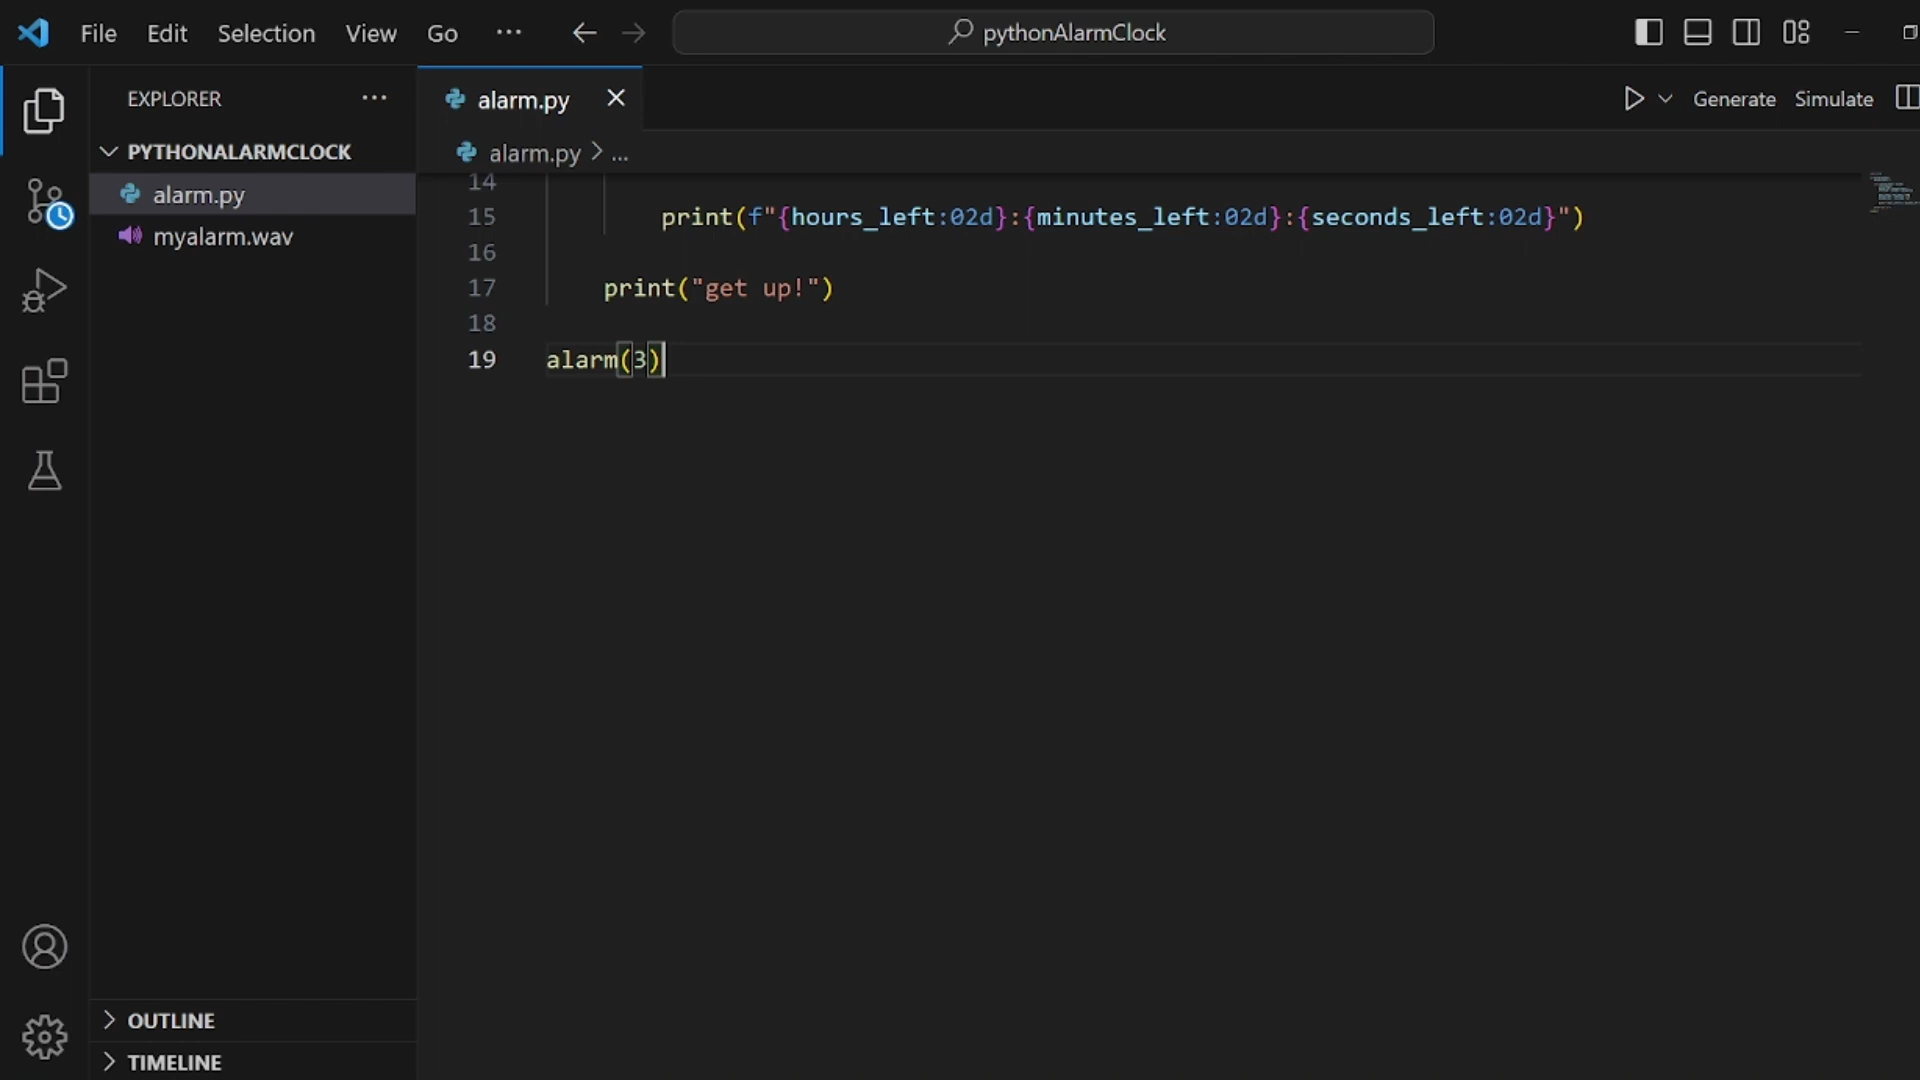 File Edit Selection View Go ... pythonAlarmClock
EXPLORER ...
alarm.py
Generate Simulate
PYTHONALARMCLOCK
alarm.py > ...
alarm.py
myalarm.wav
14
15 print(f"{hours_left:02d}:{minutes_left:02d}:{seconds_left:02d}")
16
17 print("get up!")
18
19 alarm(3)
OUTLINE
TIMELINE